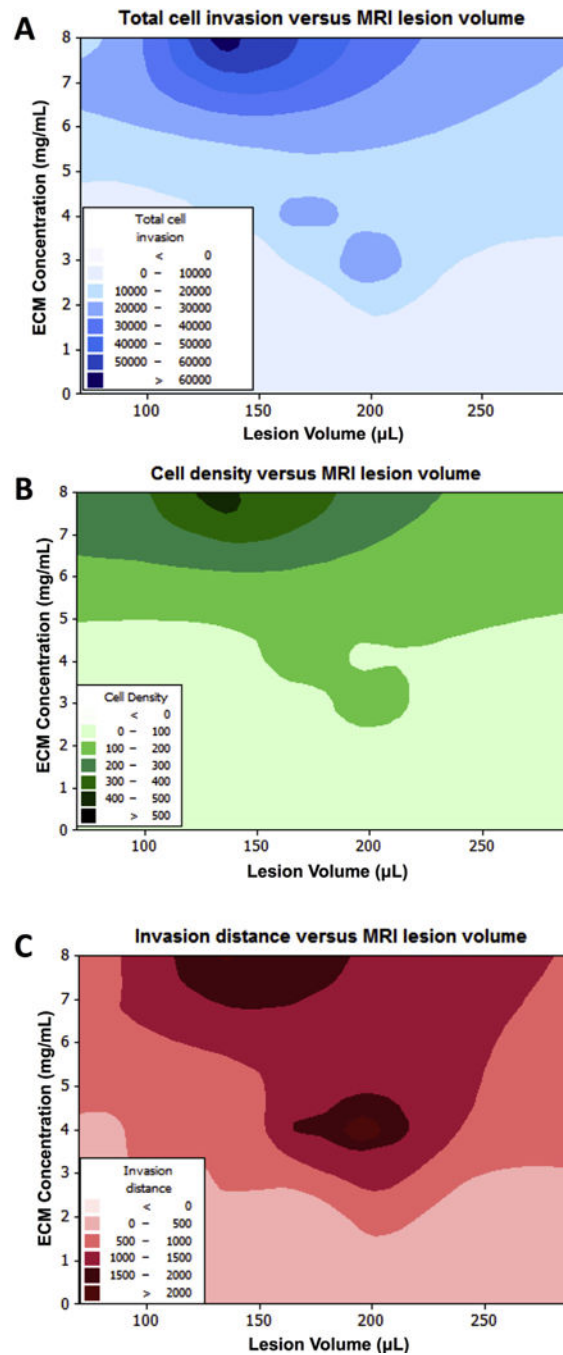 A
Total cell invasion versus MRI lesion volume
ECM Concentration (mg/mL)
8
7
6
5
4
3
2
1
0
Total cell
invasion
< 0
0 – 10000
10000 – 20000
20000 – 30000
30000 – 40000
40000 – 50000
50000 – 60000
> 60000
100 150 200 250
Lesion Volume (µL)
B
Cell density versus MRI lesion volume
ECM Concentration (mg/mL)
8
7
6
5
4
3
2
1
0
Cell Density
< 0
0 – 100
100 – 200
200 – 300
300 – 400
400 – 500
> 500
100 150 200 250
Lesion Volume (µL)
C
Invasion distance versus MRI lesion volume
ECM Concentration (mg/mL)
8
7
6
5
4
3
2
1
0
Invasion
distance
< 0
0 – 500
500 – 1000
1000 – 1500
1500 – 2000
> 2000
100 150 200 250
Lesion Volume (µL)